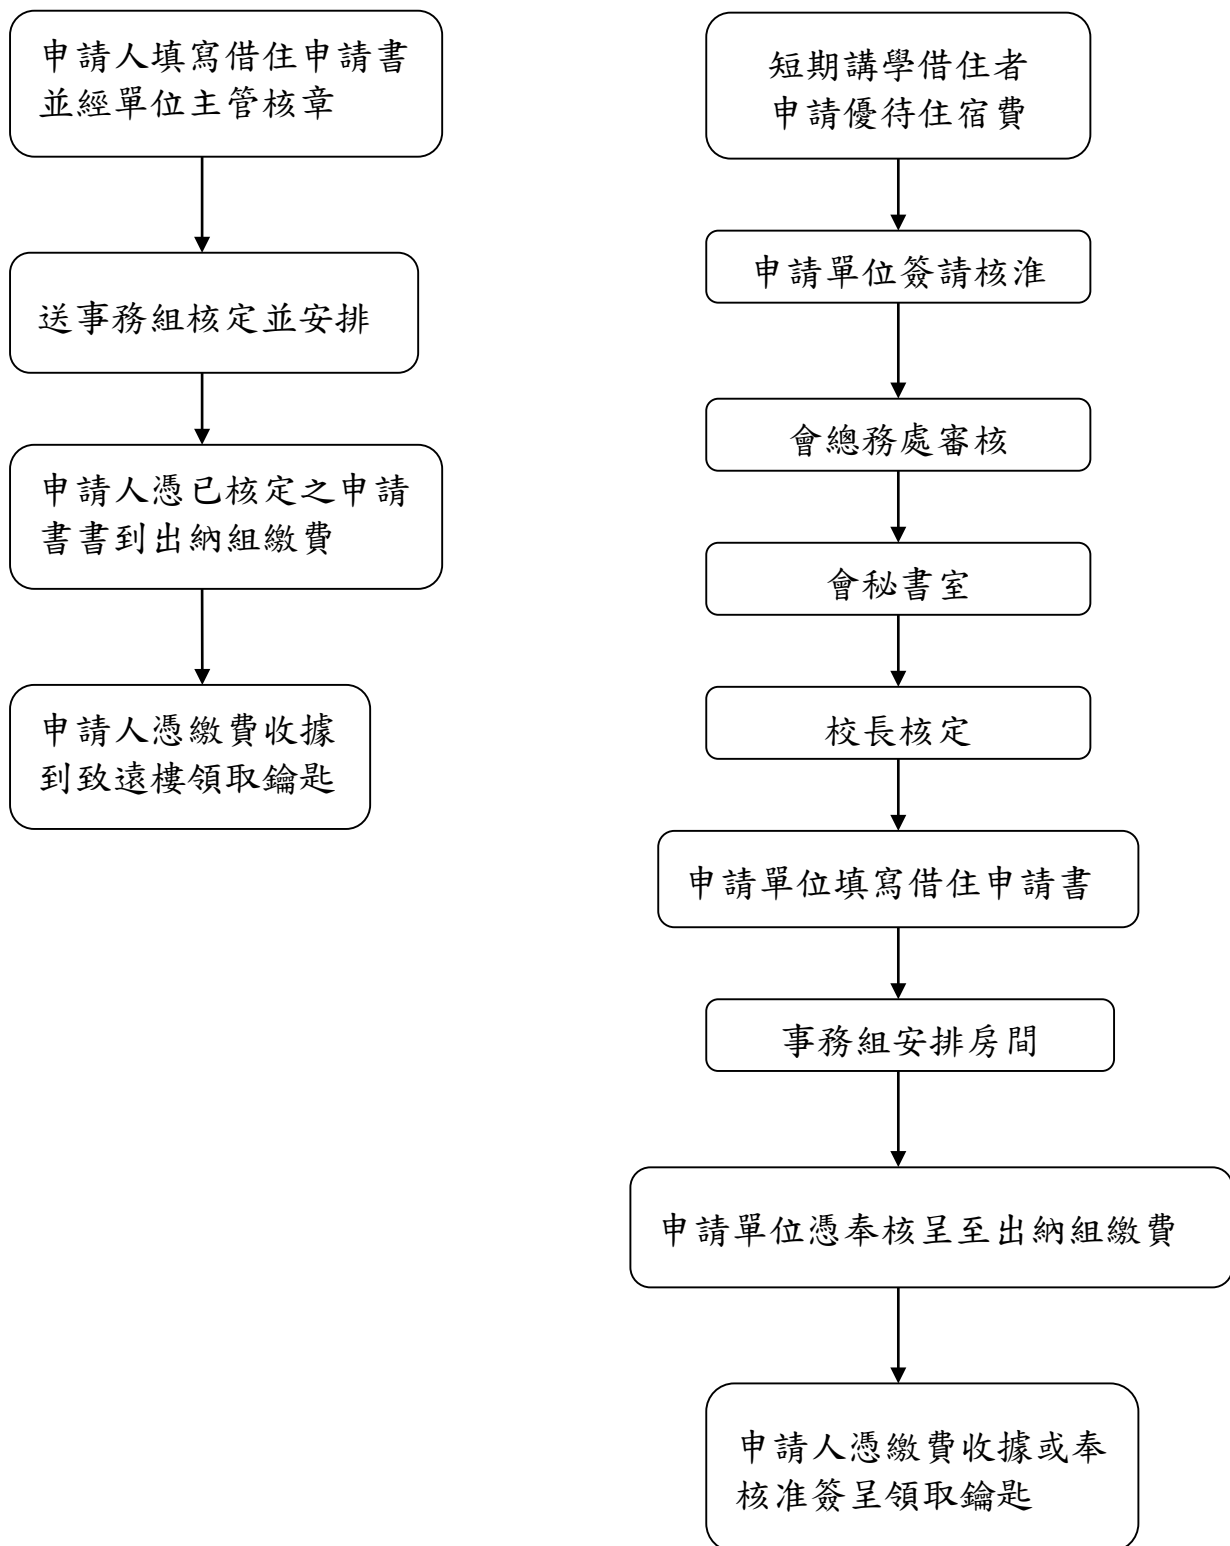 申請人填寫借住申請書
並經單位主管核章
送事務組核定並安排
申請人憑已核定之申請
書書到出納組繳費
申請人憑繳費收據
到致遠樓領取鑰匙
短期講學借住者
申請優待住宿費
申請單位簽請核淮
會總務處審核
會秘書室
校長核定
申請單位填寫借住申請書
事務組安排房間
申請單位憑奉核呈至出納組繳費
申請人憑繳費收據或奉
核准簽呈領取鑰匙